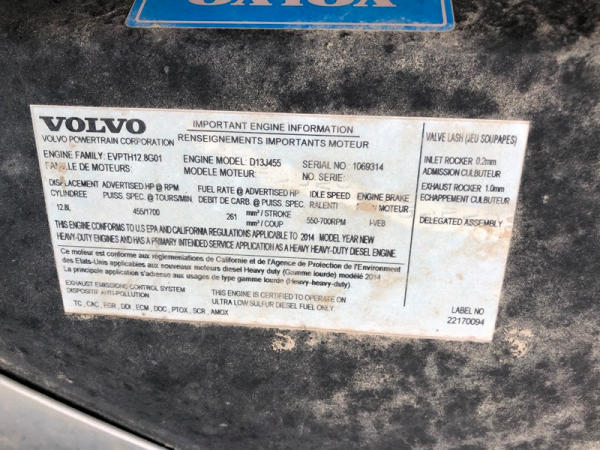 VOLVO
VOLVO
VOLVO POWERTRAIN CORPORATION
IMPORTANT ENGINE INFORMATION
RENSEIGNEMENTS IMPORTANTS MOTEUR
ENGINE FAMILY: EVPTH12.8G01 ENGINE MODEL: D13J455 SERIAL NO: 1069314
FAMILLE DE MOTEURS: MODELE MOTEUR: NO. SERIE:
DISPLACEMENT ADVERTISED HP @ RPM FUEL RATE @ ADVERTISED HP IDLE SPEED ENGINE BRAKE
CYLINDREE PUISS. SPEC. @ TOURS/MIN. DEBIT DE CARB. @ PUISS. SPEC. RALENTI MOTEUR
12.8L 455/1700 261 mm³ / STROKE 550-700RPM I-VEB
mm³ / COUP
THIS ENGINE CONFORMS TO U.S EPA AND CALIFORNIA REGULATIONS APPLICABLE TO 2014 MODEL YEAR NEW
HEAVY-DUTY ENGINES AND HAS A PRIMARY INTENDED SERVICE APPLICATION AS A HEAVY HEAVY-DUTY DIESEL ENGINE.
Ce moteur est conforme aux réglementations de Californie et de l'Agence de Protection de l'Environment
des Etats-Unis applicables aux nouveaux moteurs diesel Heavy duty (Gamme lourde) modélé 2014
La principale application s'adresse aux usages de type gamme lourde (Heavy-heavy-duty)
EXHAUST EMISSIONS CONTROL SYSTEM
DISPOSITIF ANTI-POLLUTION
TC, CAC, EGR, DDI, ECM, DOC, PTOX, SCR, AMOX
THIS ENGINE IS CERTIFIED TO OPERATE ON
ULTRA LOW SULFUR DIESEL FUEL ONLY.
VALVE LASH (JEU SOUPAPES)
INLET ROCKER 0.2mm
ADMISSION CULBUTEUR
EXHAUST ROCKER 1.0mm
ECHAPPEMENT CULBUTEUR
DELEGATED ASSEMBLY
LABEL NO
22170094